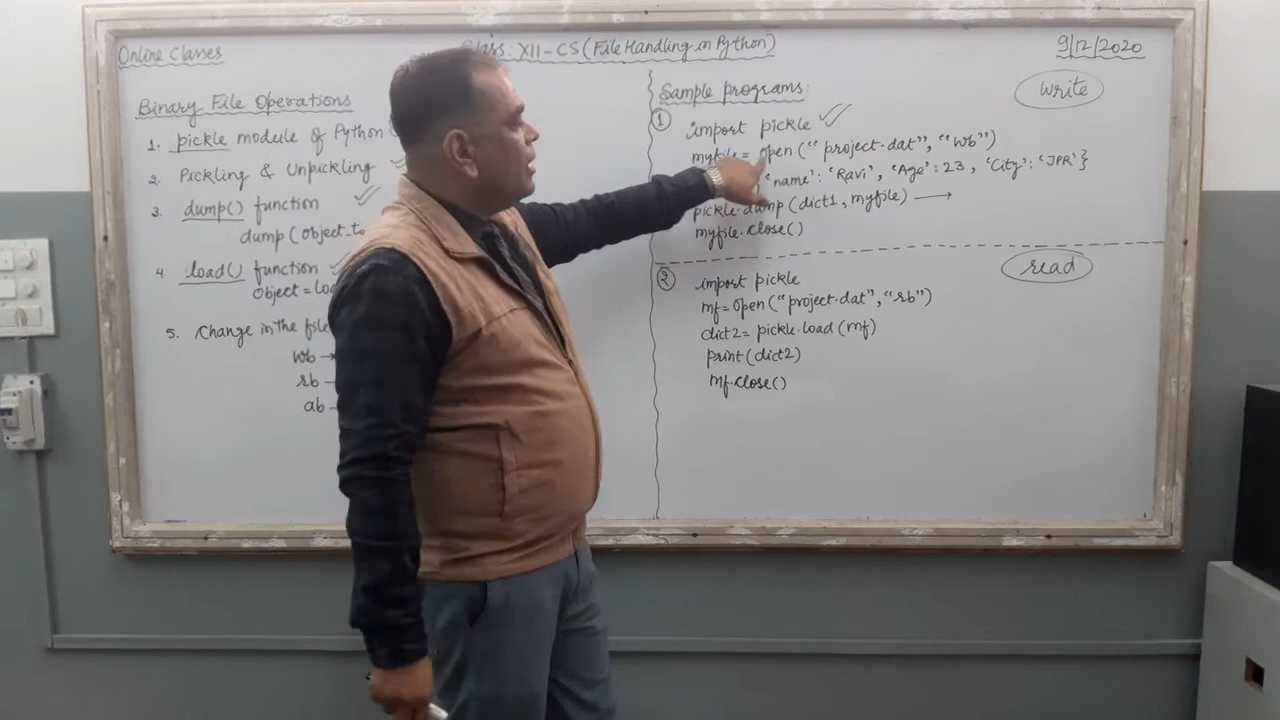 Online Classes
Class: XII-CS (File Handling in Python)
9/12/2020
Binary File Operations
1. pickle module of Python
2. Pickling & Unpickling
3. dump() function
dump(object-to
4. load() function
object = loa
5. Change in the file
wb →
rb -
ab -
Sample programs:
write
1
import pickle
myfile = open ("project.dat", "wb")
'name': 'Ravi', 'Age': 23, 'City': 'JPR'}
pickle.dump (dict1, myfile) →
myfile.close()
2
read
import pickle
mf=open("project.dat","rb")
dict2= pickle.load (mf)
print(dict2)
mf.close()